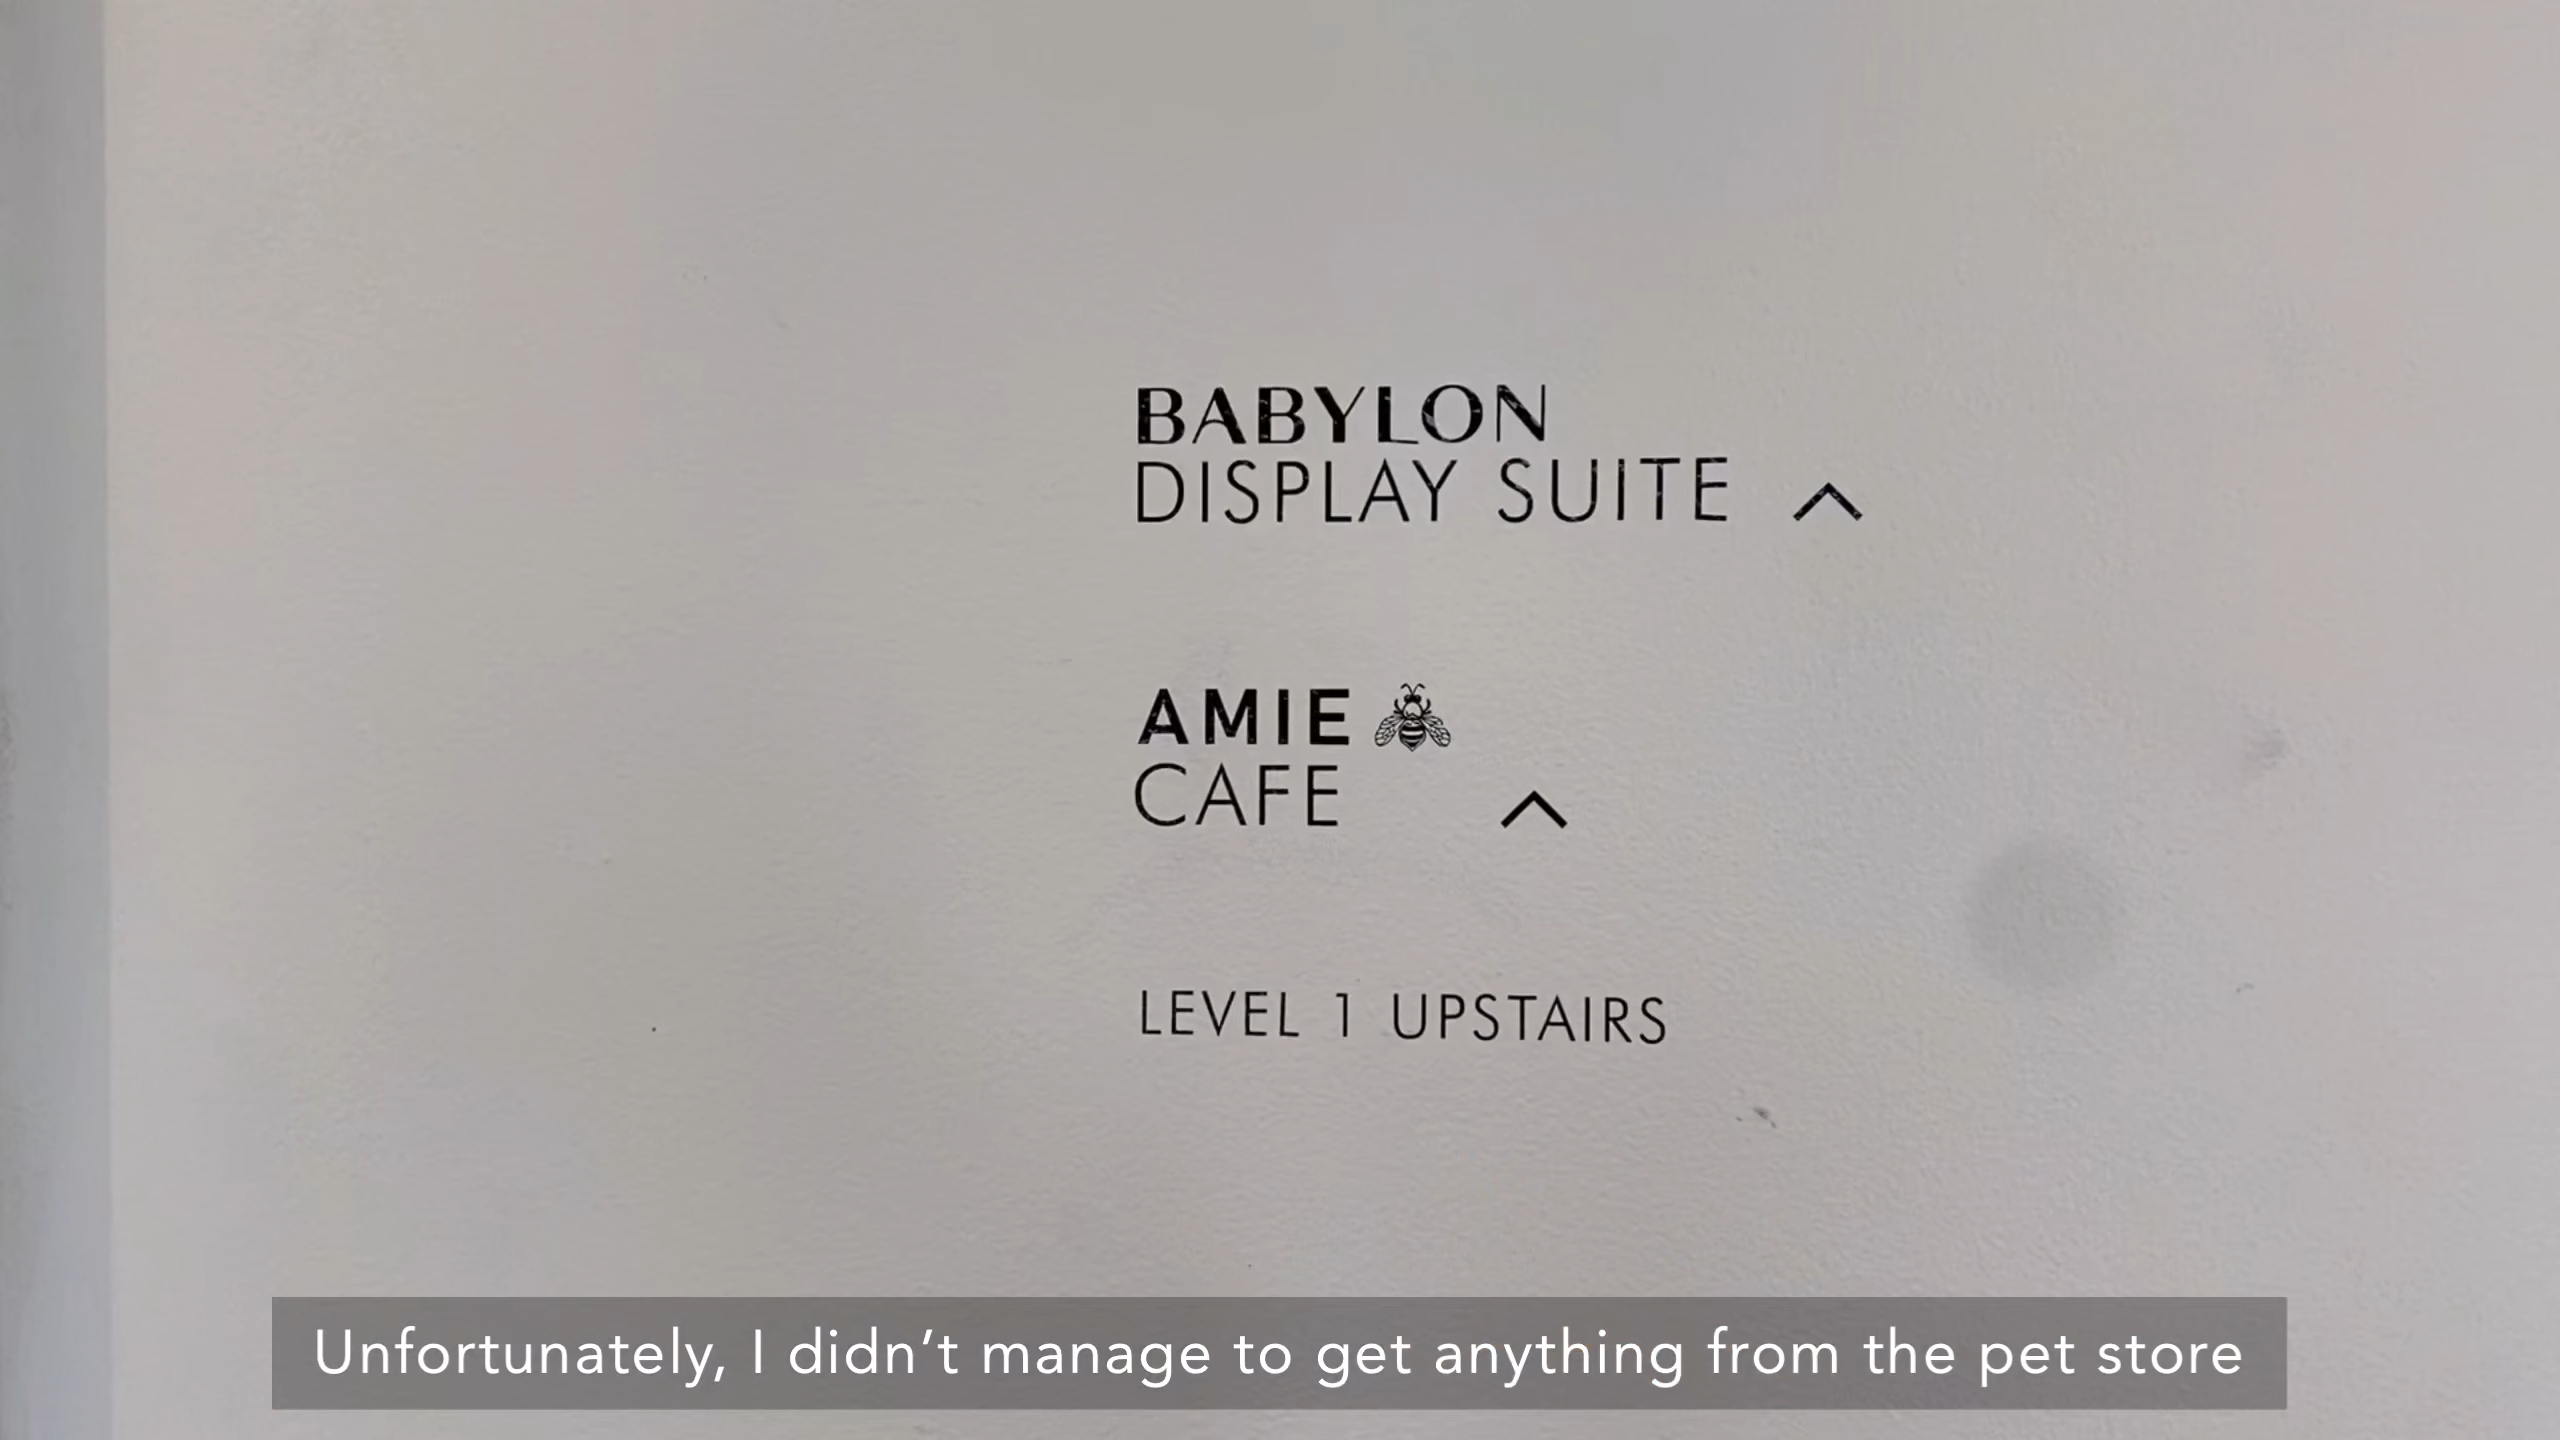 BABYLON
DISPLAY SUITE
AMIE
CAFE
LEVEL 1 UPSTAIRS
Unfortunately, I didn’t manage to get anything from the pet store